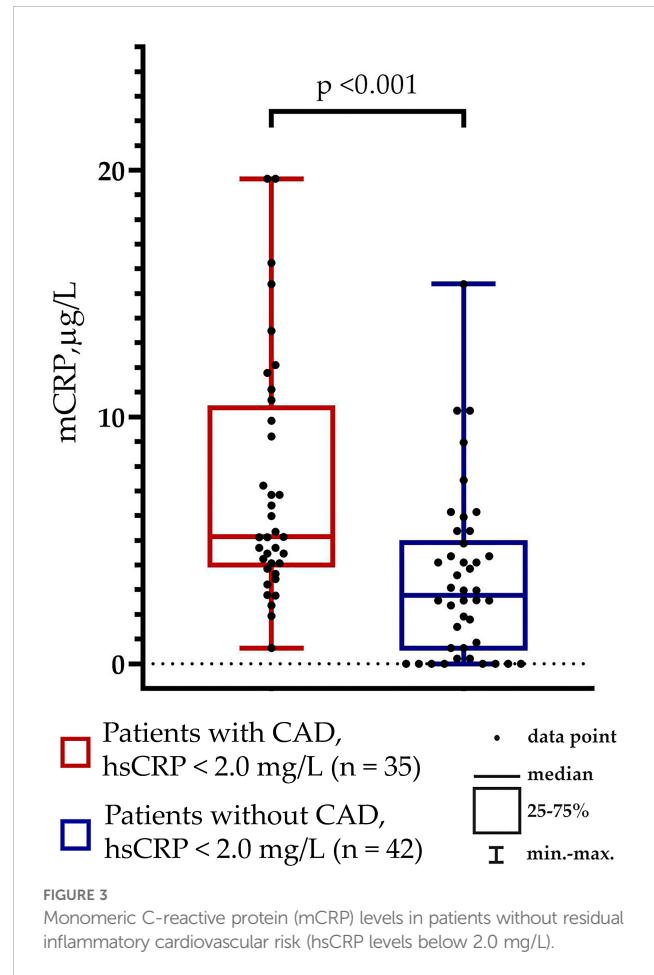 p <0.001
20
10
0
mCRP,µg/L
Patients with CAD,
hsCRP < 2.0 mg/L (n = 35)
Patients without CAD,
hsCRP < 2.0 mg/L (n = 42)
data point
median
25-75%
min.-max.
FIGURE 3
Monomeric C-reactive protein (mCRP) levels in patients without residual
inflammatory cardiovascular risk (hsCRP levels below 2.0 mg/L).